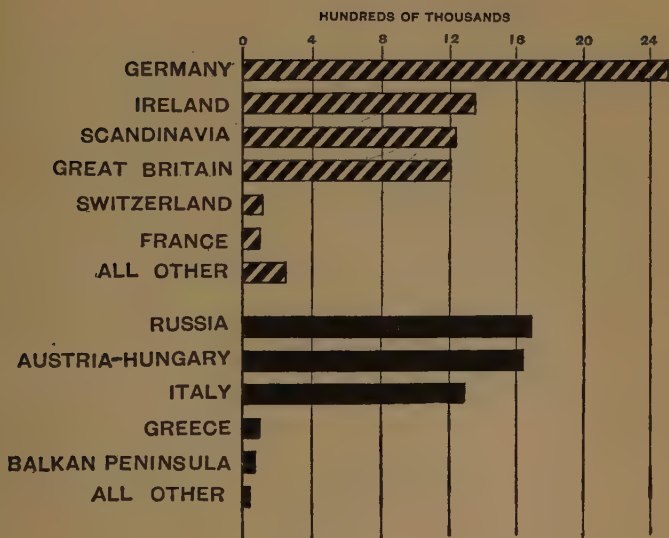 HUNDREDS OF THOUSANDS
0 4 8 12 16 20 24
GERMANY
IRELAND
SCANDINAVIA
GREAT BRITAIN
SWITZERLAND
FRANCE
ALL OTHER
RUSSIA
AUSTRIA-HUNGARY
ITALY
GREECE
BALKAN PENINSULA
ALL OTHER